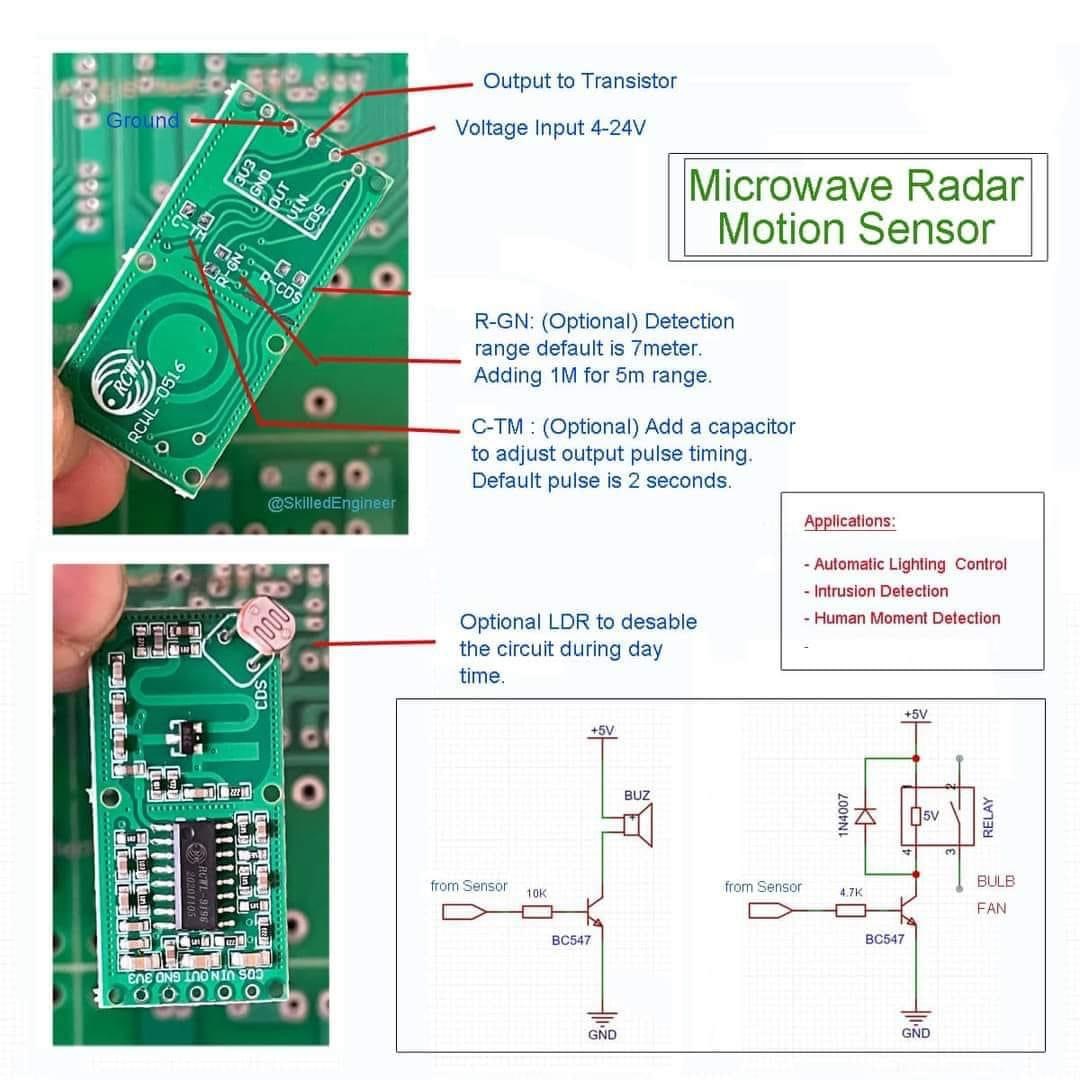 Output to Transistor
Ground
Voltage Input 4-24V
Microwave Radar
Motion Sensor
3V3
GND
OUT
VIN
CDS
C-TM
R-GN
R-CDS
RCWL
RCWL-0516
R-GN: (Optional) Detection
range default is 7meter.
Adding 1M for 5m range.
C-TM : (Optional) Add a capacitor
to adjust output pulse timing.
Default pulse is 2 seconds.
@SkilledEngineer
Applications:
- Automatic Lighting Control
- Intrusion Detection
- Human Moment Detection
-
Optional LDR to desable
the circuit during day
time.
CDS
RCWL-9196
20201105
CDS VIN OUT GND 3V3
+5V
BUZ
from Sensor
10K
BC547
GND
+5V
1N4007
1
2
5V
RELAY
4
3
from Sensor
4.7K
BULB
FAN
BC547
GND